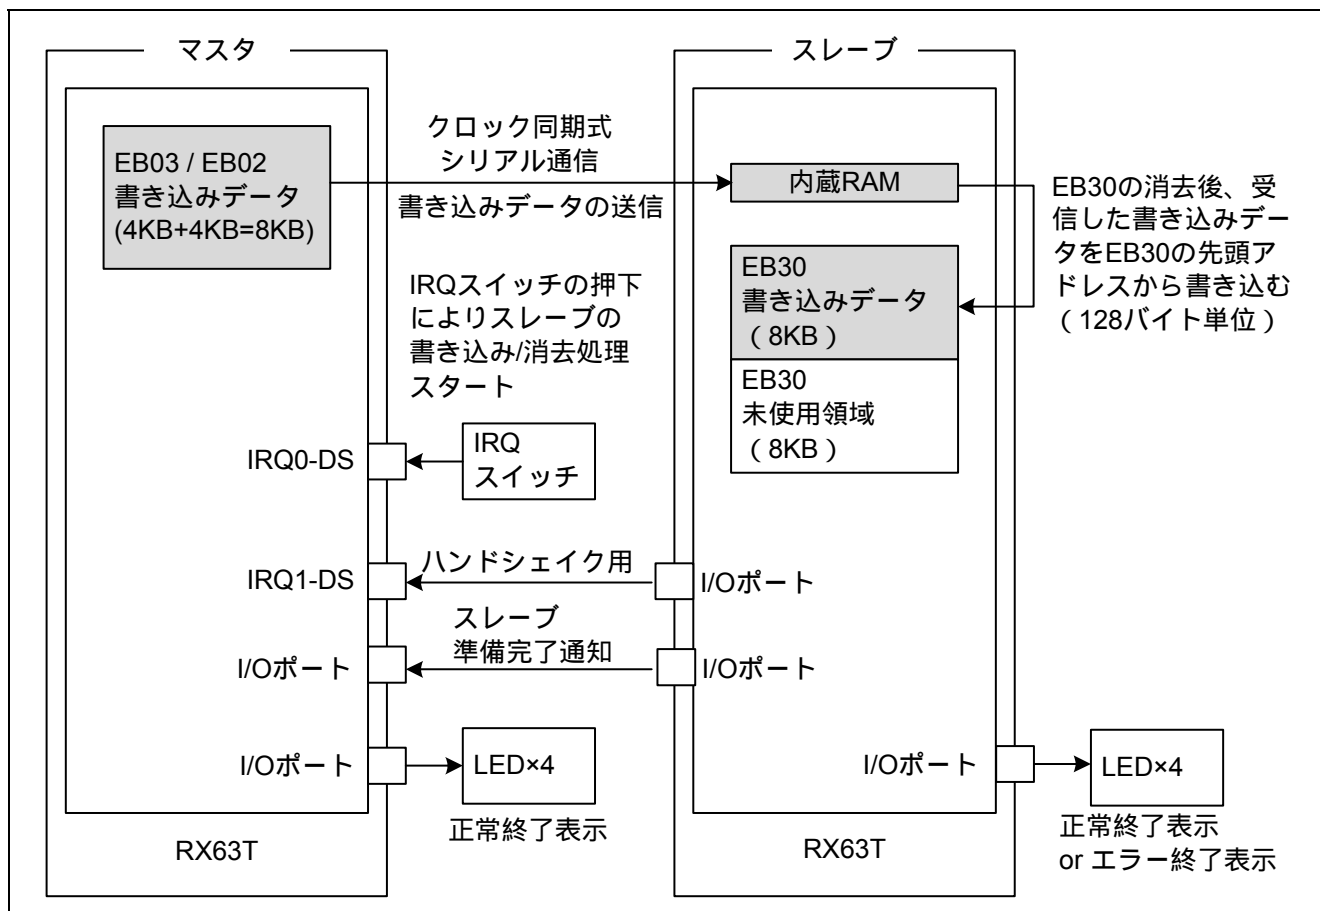 マスタ
スレーブ
EB03 / EB02
書き込みデータ
(4KB+4KB=8KB)
クロック同期式
シリアル通信
書き込みデータの送信
内蔵RAM
EB30の消去後、受
信した書き込みデー
タをEB30の先頭ア
ドレスから書き込む
（128バイト単位）
EB30
書き込みデータ
（8KB）
EB30
未使用領域
（8KB）
IRQスイッチの押下
によりスレーブの
書き込み/消去処理
スタート
IRQ0-DS
IRQ
スイッチ
IRQ1-DS
ハンドシェイク用
I/Oポート
スレーブ
準備完了通知
I/Oポート
I/Oポート
I/Oポート
LED×4
正常終了表示
I/Oポート
LED×4
正常終了表示
or エラー終了表示
RX63T
RX63T